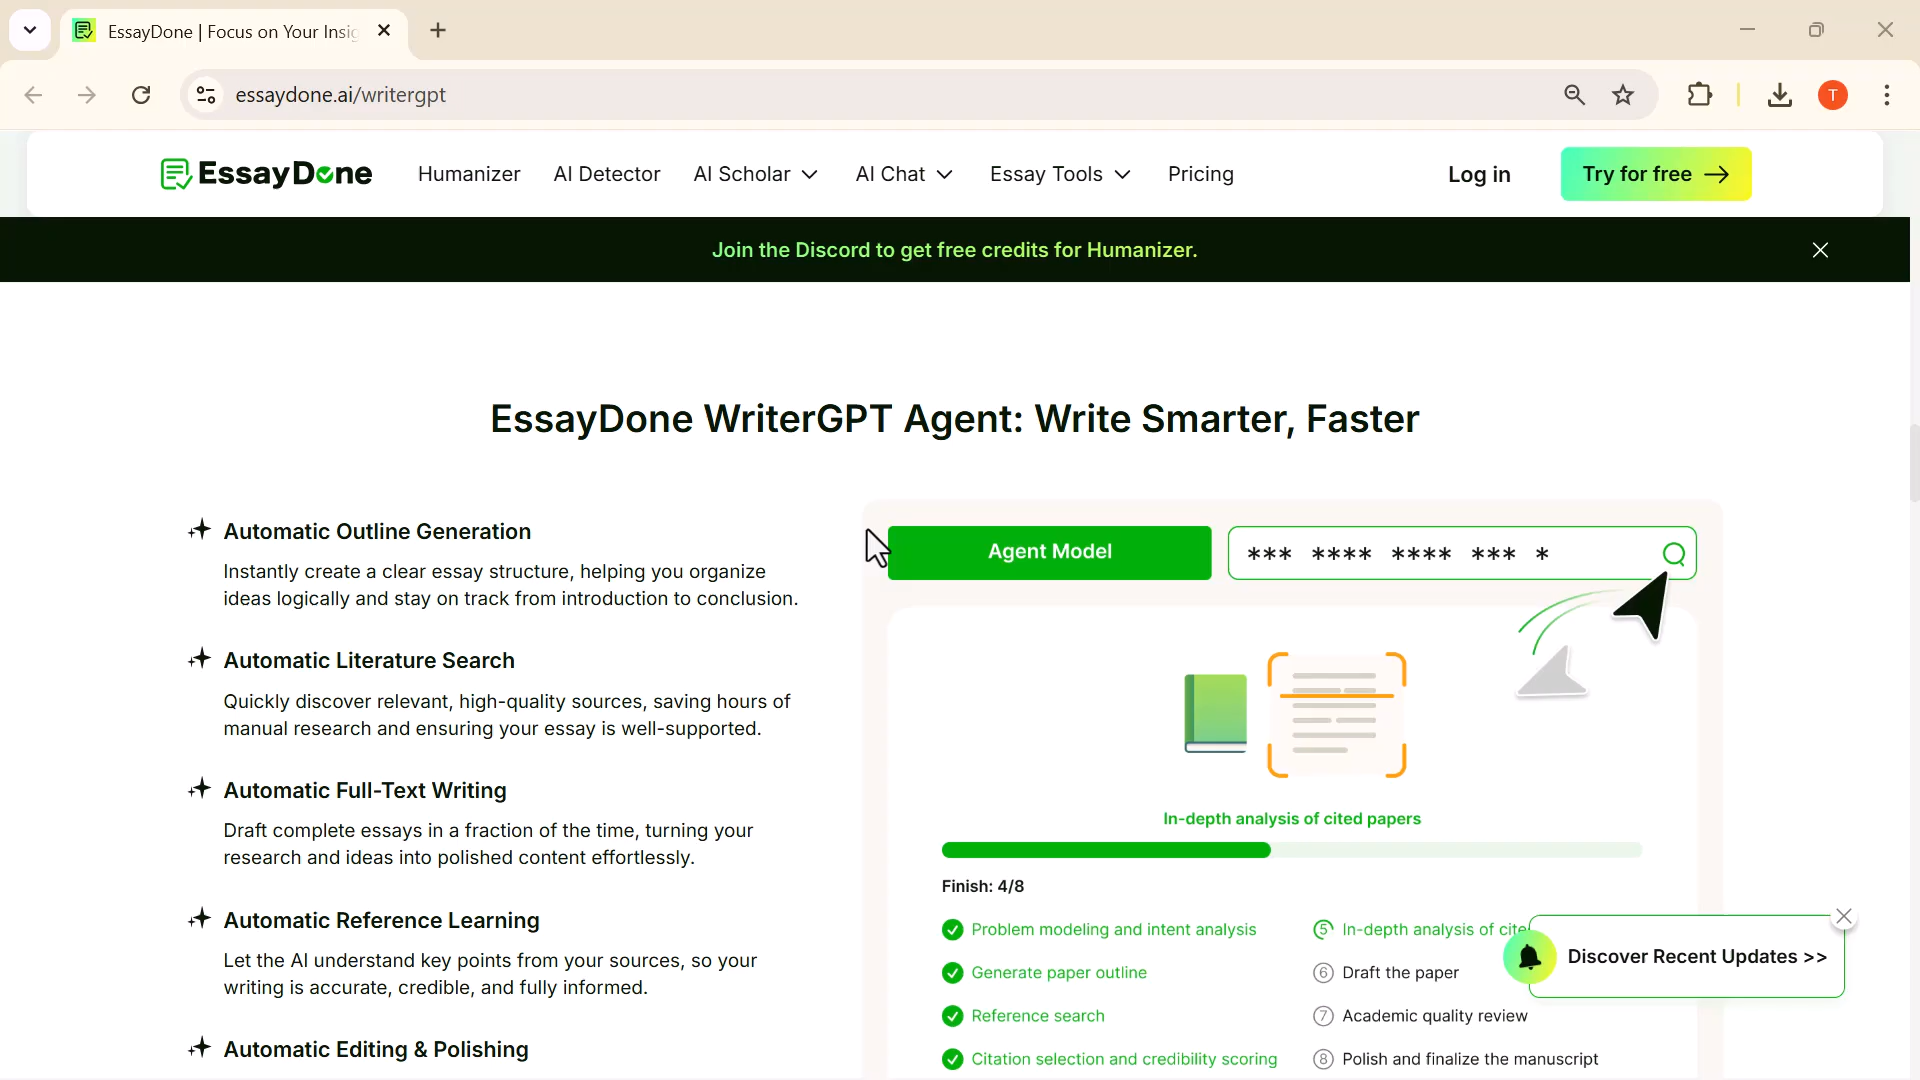 EssayDone | Focus on Your Insig
essaydone.ai/writergpt
T
EssayDone
Humanizer
AI Detector
AI Scholar
AI Chat
Essay Tools
Pricing
Log in
Try for free
Join the Discord to get free credits for Humanizer.
EssayDone WriterGPT Agent: Write Smarter, Faster
Automatic Outline Generation
Instantly create a clear essay structure, helping you organize
ideas logically and stay on track from introduction to conclusion.
Automatic Literature Search
Quickly discover relevant, high-quality sources, saving hours of
manual research and ensuring your essay is well-supported.
Automatic Full-Text Writing
Draft complete essays in a fraction of the time, turning your
research and ideas into polished content effortlessly.
Automatic Reference Learning
Let the AI understand key points from your sources, so your
writing is accurate, credible, and fully informed.
Automatic Editing & Polishing
Agent Model
*** **** **** *** *
In-depth analysis of cited papers
Finish: 4/8
Problem modeling and intent analysis
Generate paper outline
Reference search
Citation selection and credibility scoring
5 In-depth analysis of cite
6 Draft the paper
7 Academic quality review
8 Polish and finalize the manuscript
Discover Recent Updates >>